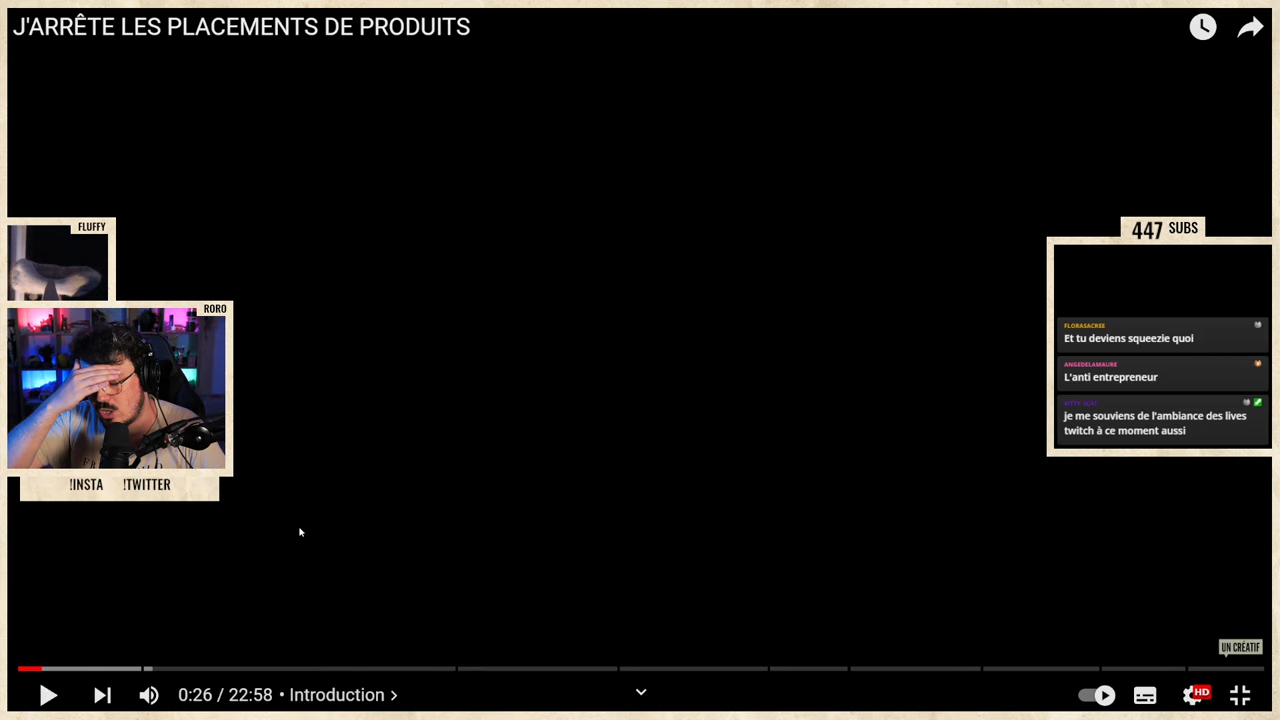 J'ARRÊTE LES PLACEMENTS DE PRODUITS
FLUFFY
RORO
!INSTA !TWITTER
447 SUBS
FLORASACREE
Et tu deviens squeezie quoi
ANGEDELAMAURE
L'anti entrepreneur
je me souviens de l'ambiance des lives
twitch à ce moment aussi
UN CRÉATIF
0:26 / 22:58 • Introduction
HD